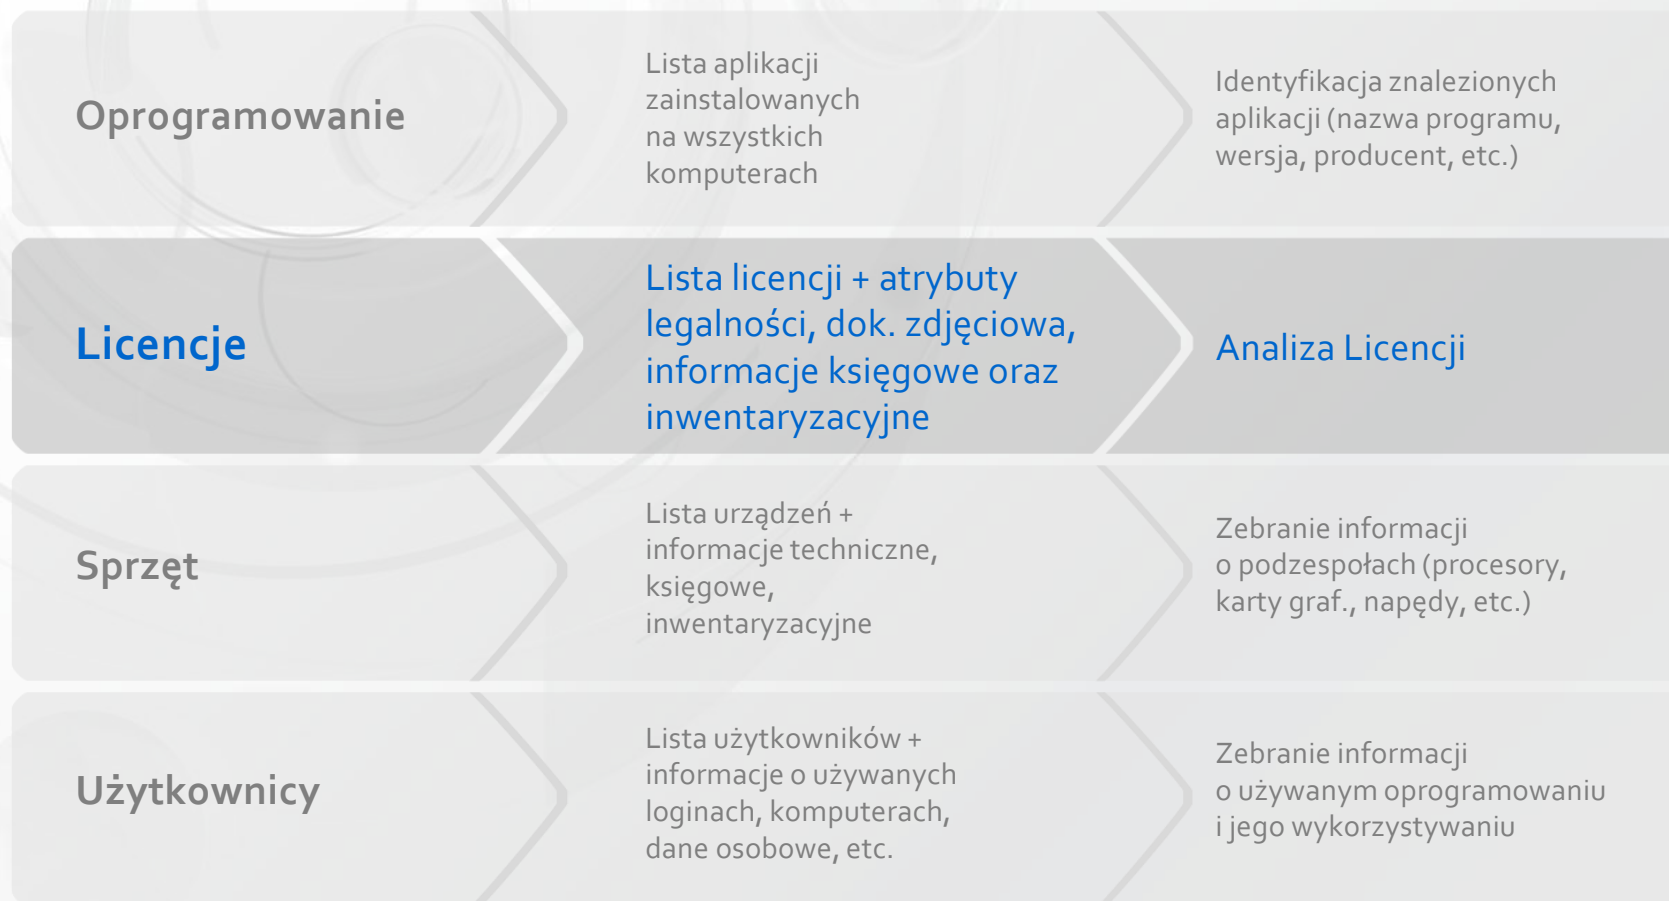 Oprogramowanie
Lista aplikacji
zainstalowanych
na wszystkich
komputerach
Identyfikacja znalezionych
aplikacji (nazwa programu,
wersja, producent, etc.)
Licencje
Lista licencji + atrybuty
legalności, dok. zdjęciowa,
informacje księgowe oraz
inwentaryzacyjne
Analiza Licencji
Sprzęt
Lista urządzeń +
informacje techniczne,
księgowe,
inwentaryzacyjne
Zebranie informacji
o podzespołach (procesory,
karty graf., napędy, etc.)
Użytkownicy
Lista użytkowników +
informacje o używanych
loginach, komputerach,
dane osobowe, etc.
Zebranie informacji
o używanym oprogramowaniu
i jego wykorzystywaniu